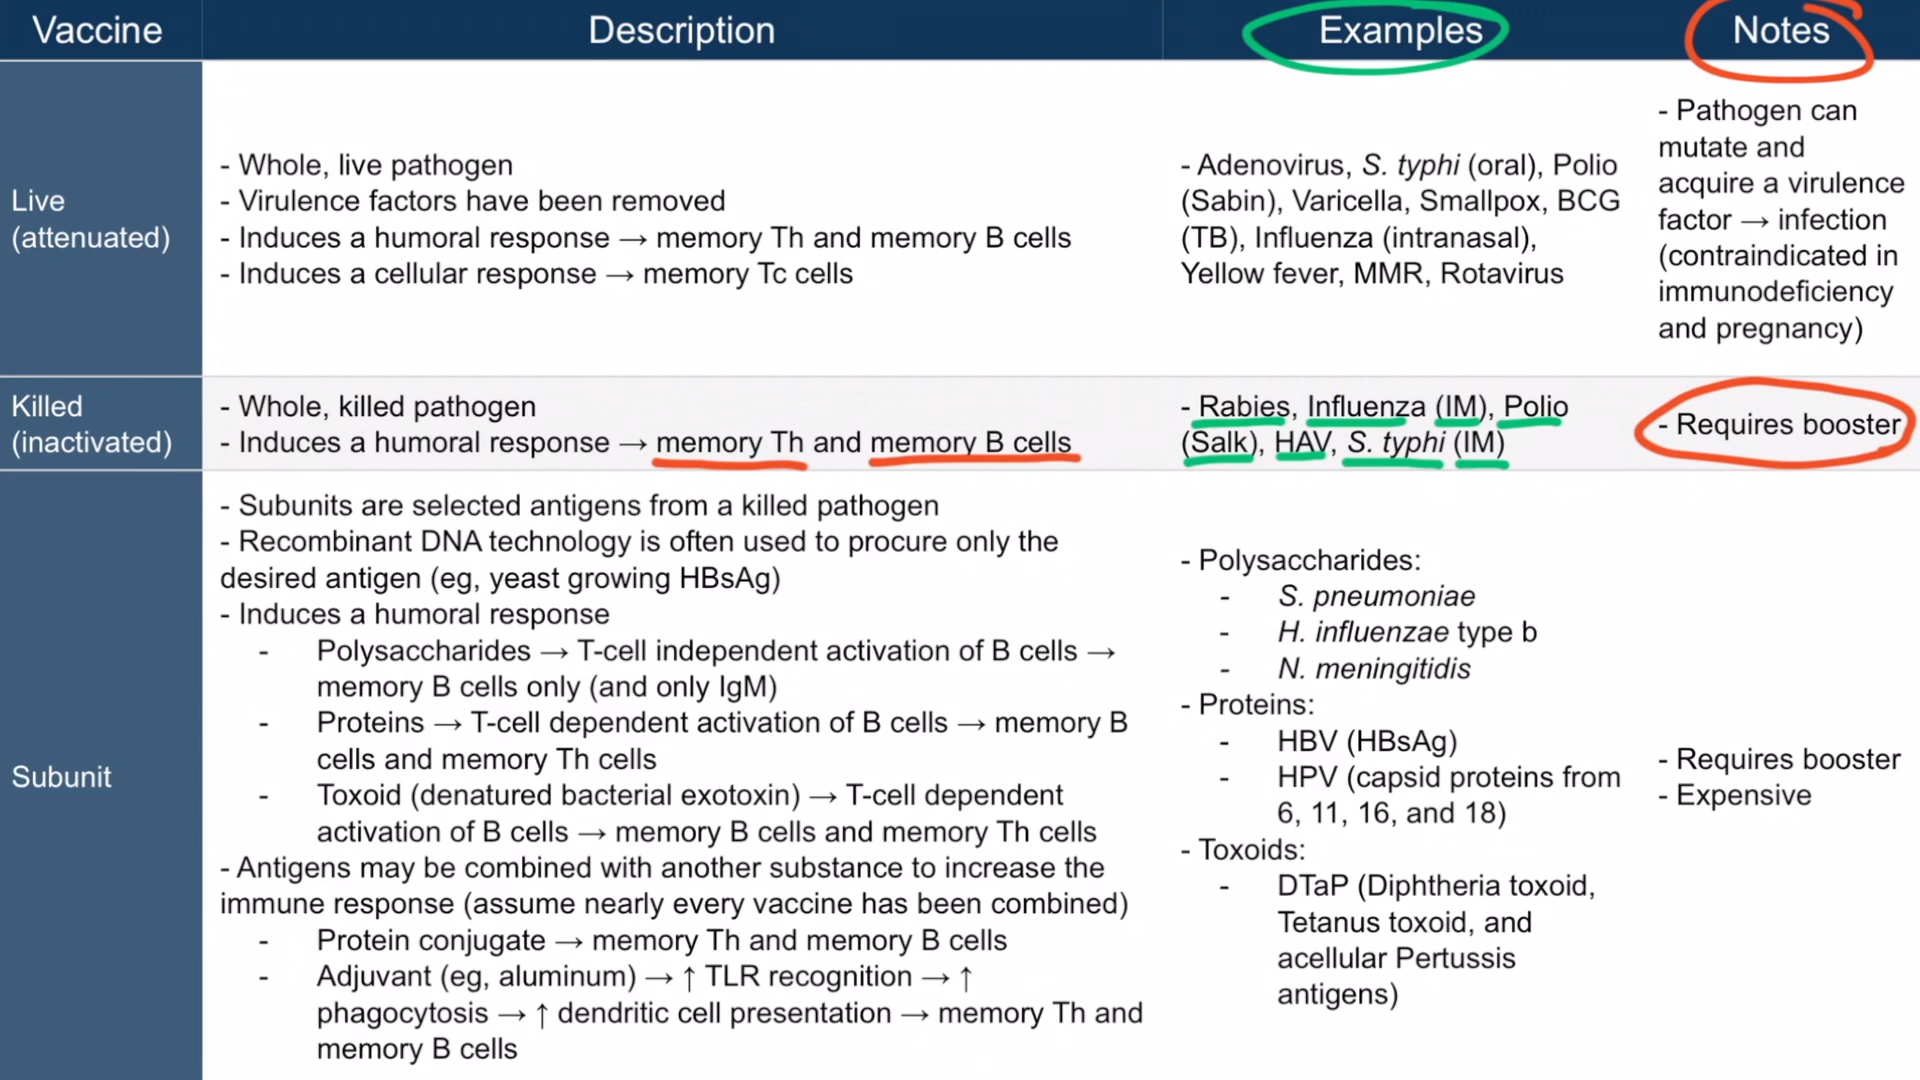 Vaccine
Description
Examples
Notes
Live
(attenuated)
- Whole, live pathogen
- Virulence factors have been removed
- Induces a humoral response → memory Th and memory B cells
- Induces a cellular response → memory Tc cells
- Adenovirus, S. typhi (oral), Polio
(Sabin), Varicella, Smallpox, BCG
(TB), Influenza (intranasal),
Yellow fever, MMR, Rotavirus
- Pathogen can
mutate and
acquire a virulence
factor → infection
(contraindicated in
immunodeficiency
and pregnancy)
Killed
(inactivated)
- Whole, killed pathogen
- Induces a humoral response → memory Th and memory B cells
- Rabies, Influenza (IM), Polio
(Salk), HAV, S. typhi (IM)
- Requires booster
Subunit
- Subunits are selected antigens from a killed pathogen
- Recombinant DNA technology is often used to procure only the
desired antigen (eg, yeast growing HBsAg)
- Induces a humoral response
- Polysaccharides → T-cell independent activation of B cells →
memory B cells only (and only IgM)
- Proteins → T-cell dependent activation of B cells → memory B
cells and memory Th cells
- Toxoid (denatured bacterial exotoxin) → T-cell dependent
activation of B cells → memory B cells and memory Th cells
- Antigens may be combined with another substance to increase the
immune response (assume nearly every vaccine has been combined)
- Protein conjugate → memory Th and memory B cells
- Adjuvant (eg, aluminum) → ↑ TLR recognition → ↑
phagocytosis → ↑ dendritic cell presentation → memory Th and
memory B cells
- Polysaccharides:
- S. pneumoniae
- H. influenzae type b
- N. meningitidis
- Proteins:
- HBV (HBsAg)
- HPV (capsid proteins from
6, 11, 16, and 18)
- Toxoids:
- DTaP (Diphtheria toxoid,
Tetanus toxoid, and
acellular Pertussis
antigens)
- Requires booster
- Expensive